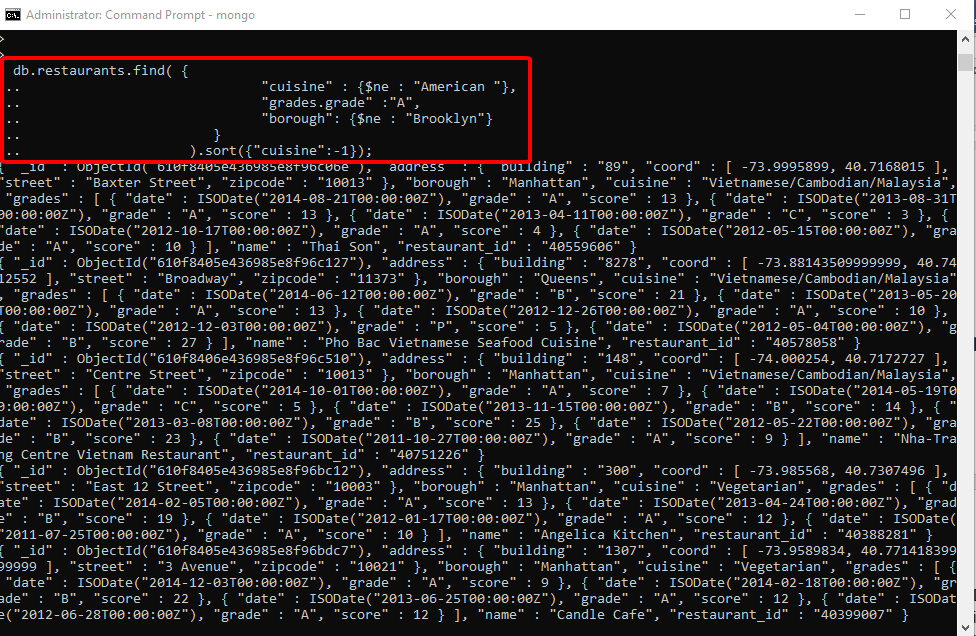 Administrator: Command Prompt - mongo
>
>
db.restaurants.find( {
.. "cuisine" : {$ne : "American "},
.. "grades.grade" :"A",
.. "borough": {$ne : "Brooklyn"}
.. }
.. ).sort({"cuisine":-1});
{ "_id" : ObjectId("610f8405e436985e8f96c06e"), "address" : { "building" : "89", "coord" : [ -73.9995899, 40.7168015 ],
"street" : "Baxter Street", "zipcode" : "10013" }, "borough" : "Manhattan", "cuisine" : "Vietnamese/Cambodian/Malaysia",
"grades" : [ { "date" : ISODate("2014-08-21T00:00:00Z"), "grade" : "A", "score" : 13 }, { "date" : ISODate("2013-08-31T
00:00:00Z"), "grade" : "A", "score" : 13 }, { "date" : ISODate("2013-04-11T00:00:00Z"), "grade" : "C", "score" : 3 }, {
"date" : ISODate("2012-10-17T00:00:00Z"), "grade" : "A", "score" : 4 }, { "date" : ISODate("2012-05-15T00:00:00Z"), "gra
de" : "A", "score" : 10 } ], "name" : "Thai Son", "restaurant_id" : "40559606" }
{ "_id" : ObjectId("610f8406e436985e8f96c127"), "address" : { "building" : "8278", "coord" : [ -73.88143509999999, 40.74
12552 ], "street" : "Broadway", "zipcode" : "11373" }, "borough" : "Queens", "cuisine" : "Vietnamese/Cambodian/Malaysia"
, "grades" : [ { "date" : ISODate("2014-06-12T00:00:00Z"), "grade" : "B", "score" : 21 }, { "date" : ISODate("2013-05-20
T00:00:00Z"), "grade" : "A", "score" : 13 }, { "date" : ISODate("2012-12-26T00:00:00Z"), "grade" : "A", "score" : 10 },
{ "date" : ISODate("2012-12-03T00:00:00Z"), "grade" : "P", "score" : 5 }, { "date" : ISODate("2012-05-04T00:00:00Z"), "g
rade" : "B", "score" : 27 } ], "name" : "Pho Bac Vietnamese Seafood Cuisine", "restaurant_id" : "40578058" }
{ "_id" : ObjectId("610f8406e436985e8f96c510"), "address" : { "building" : "148", "coord" : [ -74.000254, 40.7172727 ],
"street" : "Centre Street", "zipcode" : "10013" }, "borough" : "Manhattan", "cuisine" : "Vietnamese/Cambodian/Malaysia",
"grades" : [ { "date" : ISODate("2014-10-01T00:00:00Z"), "grade" : "A", "score" : 7 }, { "date" : ISODate("2014-05-19T0
0:00:00Z"), "grade" : "C", "score" : 5 }, { "date" : ISODate("2013-11-15T00:00:00Z"), "grade" : "B", "score" : 14 }, { "
date" : ISODate("2013-03-08T00:00:00Z"), "grade" : "B", "score" : 25 }, { "date" : ISODate("2012-05-22T00:00:00Z"), "gra
de" : "B", "score" : 23 }, { "date" : ISODate("2011-10-27T00:00:00Z"), "grade" : "A", "score" : 9 } ], "name" : "Nha-Tra
ng Centre Vietnam Restaurant", "restaurant_id" : "40751226" }
{ "_id" : ObjectId("610f8405e436985e8f96bc12"), "address" : { "building" : "300", "coord" : [ -73.985568, 40.7307496 ],
"street" : "East 12 Street", "zipcode" : "10003" }, "borough" : "Manhattan", "cuisine" : "Vegetarian", "grades" : [ { "d
ate" : ISODate("2014-02-05T00:00:00Z"), "grade" : "A", "score" : 13 }, { "date" : ISODate("2013-04-24T00:00:00Z"), "grad
e" : "B", "score" : 19 }, { "date" : ISODate("2012-01-17T00:00:00Z"), "grade" : "A", "score" : 12 }, { "date" : ISODate(
"2011-07-25T00:00:00Z"), "grade" : "A", "score" : 10 } ], "name" : "Angelica Kitchen", "restaurant_id" : "40388281" }
{ "_id" : ObjectId("610f8405e436985e8f96bdc7"), "address" : { "building" : "1307", "coord" : [ -73.9589834, 40.771418399
99999 ], "street" : "3 Avenue", "zipcode" : "10021" }, "borough" : "Manhattan", "cuisine" : "Vegetarian", "grades" : [ {
"date" : ISODate("2014-12-03T00:00:00Z"), "grade" : "A", "score" : 9 }, { "date" : ISODate("2014-02-18T00:00:00Z"), "gr
ade" : "B", "score" : 22 }, { "date" : ISODate("2013-06-25T00:00:00Z"), "grade" : "A", "score" : 12 }, { "date" : ISODat
e("2012-06-28T00:00:00Z"), "grade" : "A", "score" : 12 } ], "name" : "Candle Cafe", "restaurant_id" : "40399007" }